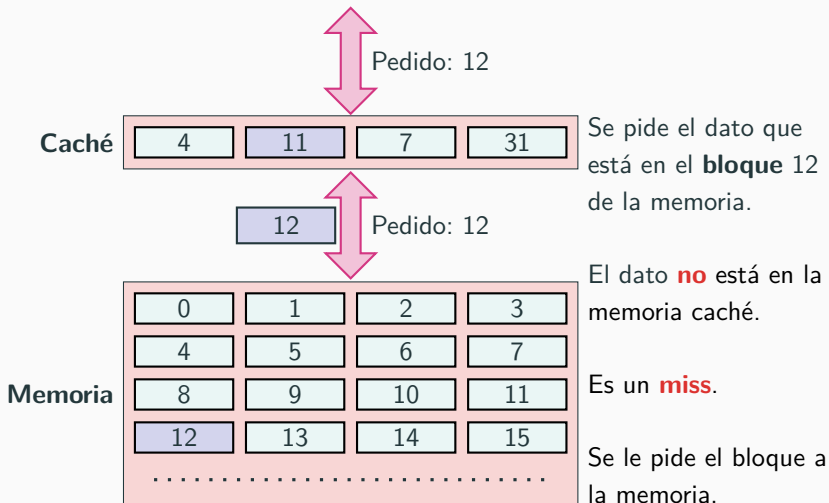 Pedido: 12
Caché
4 11 7 31
Se pide el dato que
está en el bloque 12
de la memoria.
12
Pedido: 12
El dato no está en la
memoria caché.
Es un miss.
Se le pide el bloque a
la memoria.
Memoria
0 1 2 3
4 5 6 7
8 9 10 11
12 13 14 15